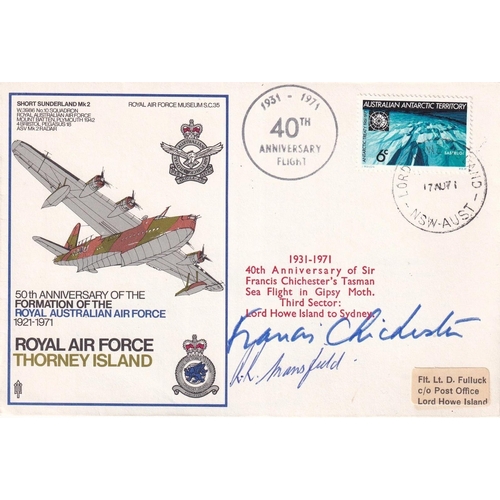 SHORT SUNDERLAND Mk 2
W.3986 No.10 SQUADRON
ROYAL AUSTRALIAN AIR FORCE
MOUNT BATTEN, PLYMOUTH 1942
4 BRISTOL PEGASUS 18
ASV Mk 2 RADAR
ROYAL AIR FORCE MUSEUM S.C.35
1931 - 1971
40TH
ANNIVERSARY
FLIGHT
AUSTRALIAN ANTARCTIC TERRITORY
6c
LORD
17 AU 71
NSW-AUST
50th ANNIVERSARY OF THE
FORMATION OF THE
ROYAL AUSTRALIAN AIR FORCE
1921-1971
ROYAL AIR FORCE
THORNEY ISLAND
1931-1971
40th Anniversary of Sir
Francis Chichester's Tasman
Sea Flight in Gipsy Moth.
Third Sector:
Lord Howe Island to Sydney.
Francis Chichester
Mansfield
Flt. Lt. D. Fulluck
c/o Post Office
Lord Howe Island